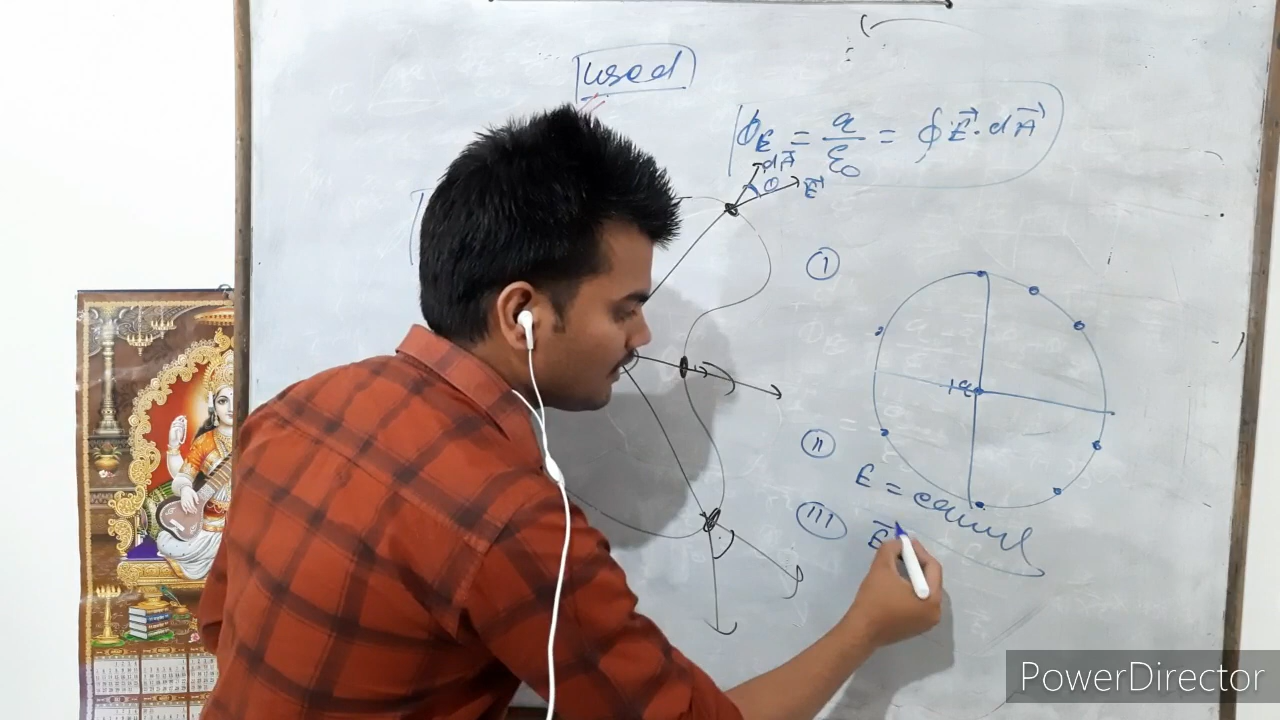 used
ϕE = q/ε₀ = ∮E⃗·dA⃗
dA⃗
θ
E⃗
I
+q
II
E = equal
III
E⃗
PowerDirector